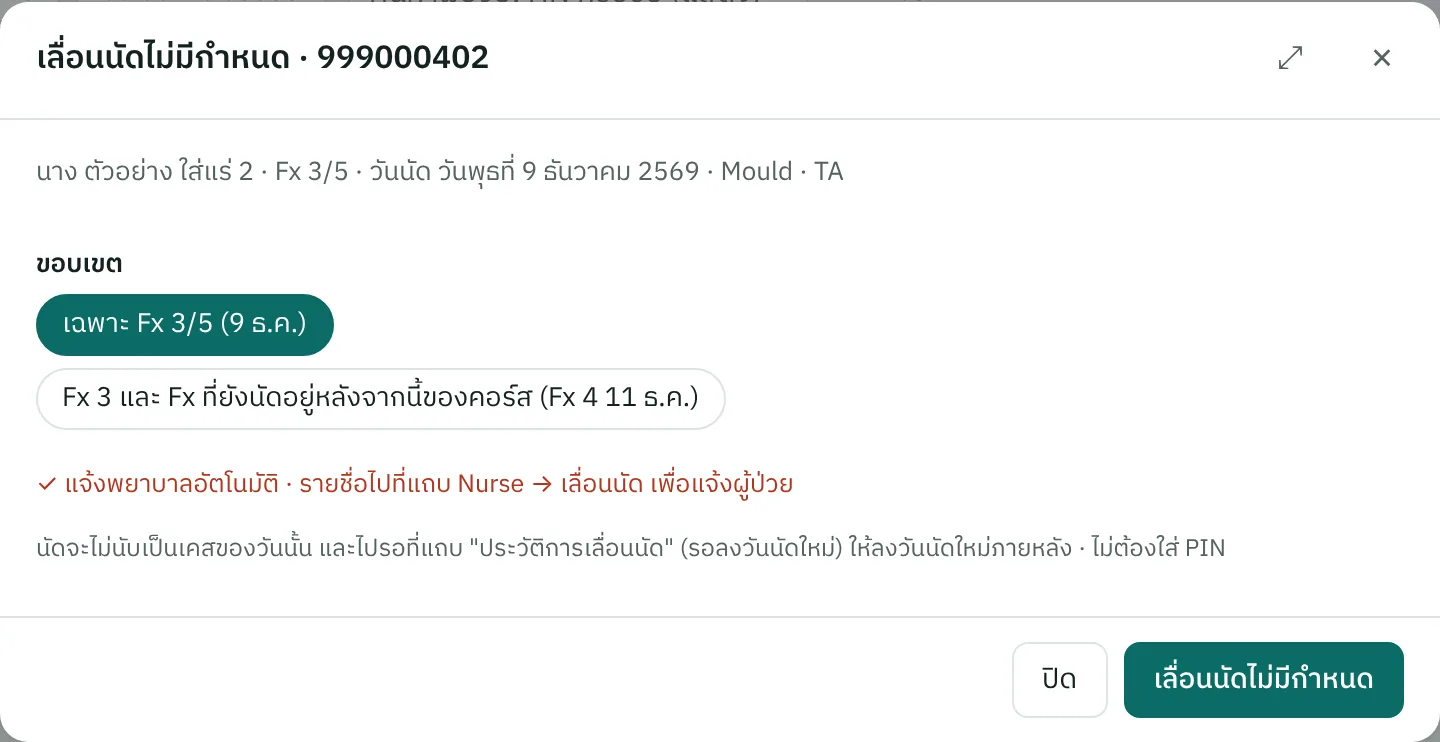 เลื่อนนัดไม่มีกำหนด · 999000402
นาง ตัวอย่าง ใส่แร่ 2 · Fx 3/5 · วันนัด วันพุธที่ 9 ธันวาคม 2569 · Mould · TA
ขอบเขต
เฉพาะ Fx 3/5 (9 ธ.ค.)
Fx 3 และ Fx ที่ยังนัดอยู่หลังจากนี้ของคอร์ส (Fx 4 11 ธ.ค.)
✓ แจ้งพยาบาลอัตโนมัติ · รายชื่อไปที่แถบ Nurse → เลื่อนนัด เพื่อแจ้งผู้ป่วย
นัดจะไม่นับเป็นเคสของวันนั้น และไปรอที่แถบ "ประวัติการเลื่อนนัด" (รอลงวันนัดใหม่) ให้ลงวันนัดใหม่ภายหลัง · ไม่ต้องใส่ PIN
ปิด
เลื่อนนัดไม่มีกำหนด